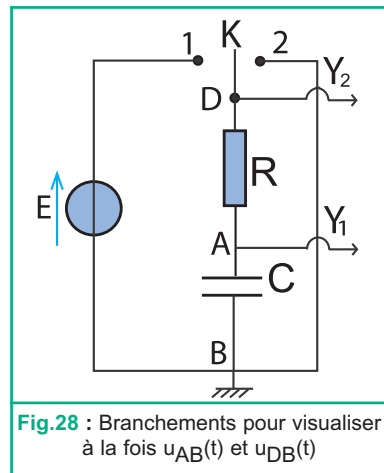 1 K 2
D Y2
E R
A Y1
C
B
Fig.28 : Branchements pour visualiser
à la fois uAB(t) et uDB(t)